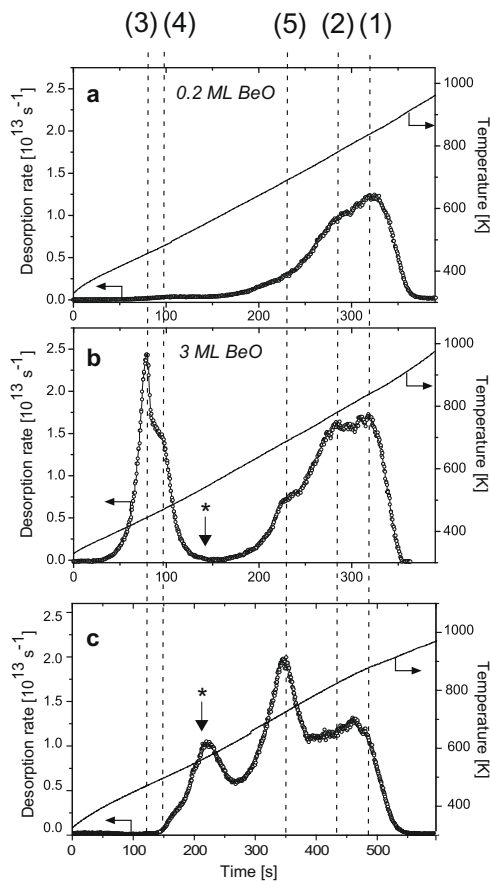 (3) (4) (5) (2) (1)
a
0.2 ML BeO
Desorption rate [10¹³ s⁻¹]
2.5
2.0
1.5
1.0
0.5
0.0
1000
800
600
400
Temperature [K]
0 100 200 300
b
3 ML BeO
Desorption rate [10¹³ s⁻¹]
2.5
2.0
1.5
1.0
0.5
0.0
*
1000
800
600
400
Temperature [K]
0 100 200 300
c
Desorption rate [10¹³ s⁻¹]
2.5
2.0
1.5
1.0
0.5
0.0
*
1000
800
600
400
Temperature [K]
0 100 200 300 400 500
Time [s]